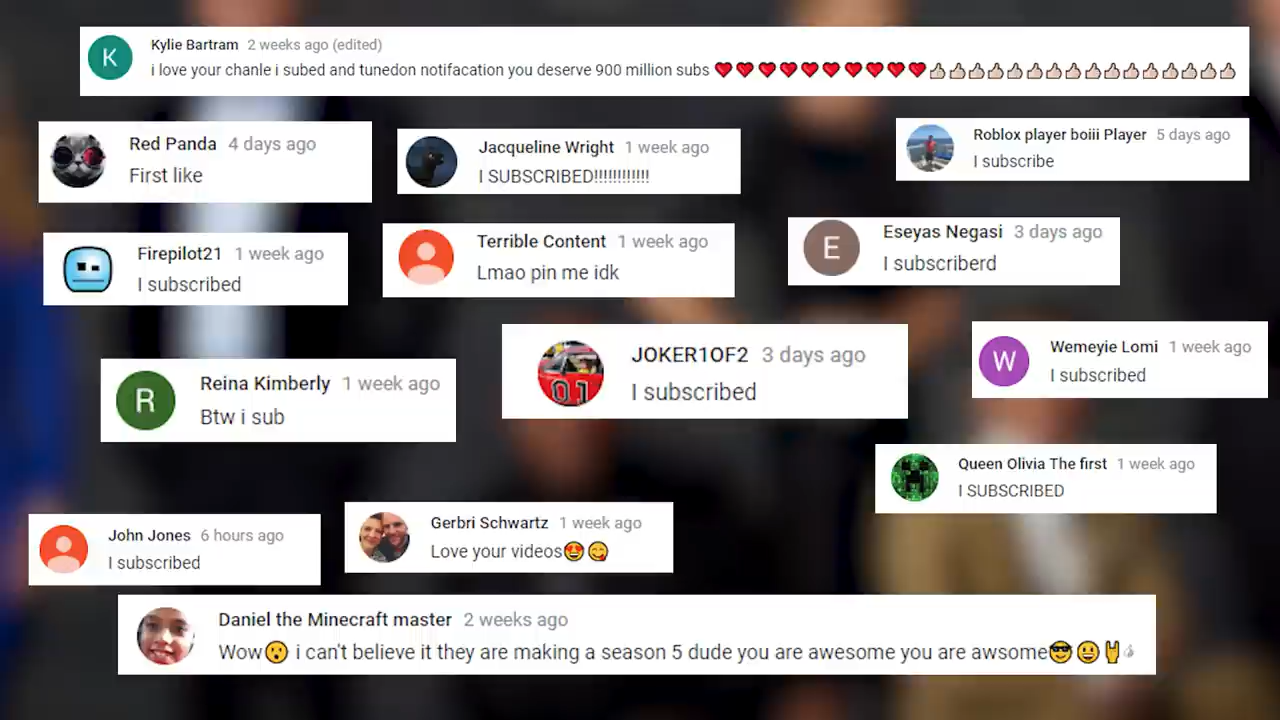 K
Kylie Bartram 2 weeks ago (edited)
i love your chanle i subed and tunedon notifacation you deserve 900 million subs ❤❤❤❤❤❤❤❤❤❤👍🏻👍🏻👍🏻👍🏻👍🏻👍🏻👍🏻👍🏻👍🏻👍🏻👍🏻👍🏻👍🏻👍🏻👍🏻👍🏻
Red Panda 4 days ago
First like
Jacqueline Wright 1 week ago
I SUBSCRIBED!!!!!!!!!!!!
Roblox player boiii Player 5 days ago
I subscribe
Firepilot21 1 week ago
I subscribed
Terrible Content 1 week ago
Lmao pin me idk
E
Eseyas Negasi 3 days ago
I subscriberd
R
Reina Kimberly 1 week ago
Btw i sub
01
JOKER1OF2 3 days ago
I subscribed
W
Wemeyie Lomi 1 week ago
I subscribed
Queen Olivia The first 1 week ago
I SUBSCRIBED
John Jones 6 hours ago
I subscribed
Gerbri Schwartz 1 week ago
Love your videos😍😋
Daniel the Minecraft master 2 weeks ago
Wow😮 i can't believe it they are making a season 5 dude you are awesome you are awsome😎😃🤘💍